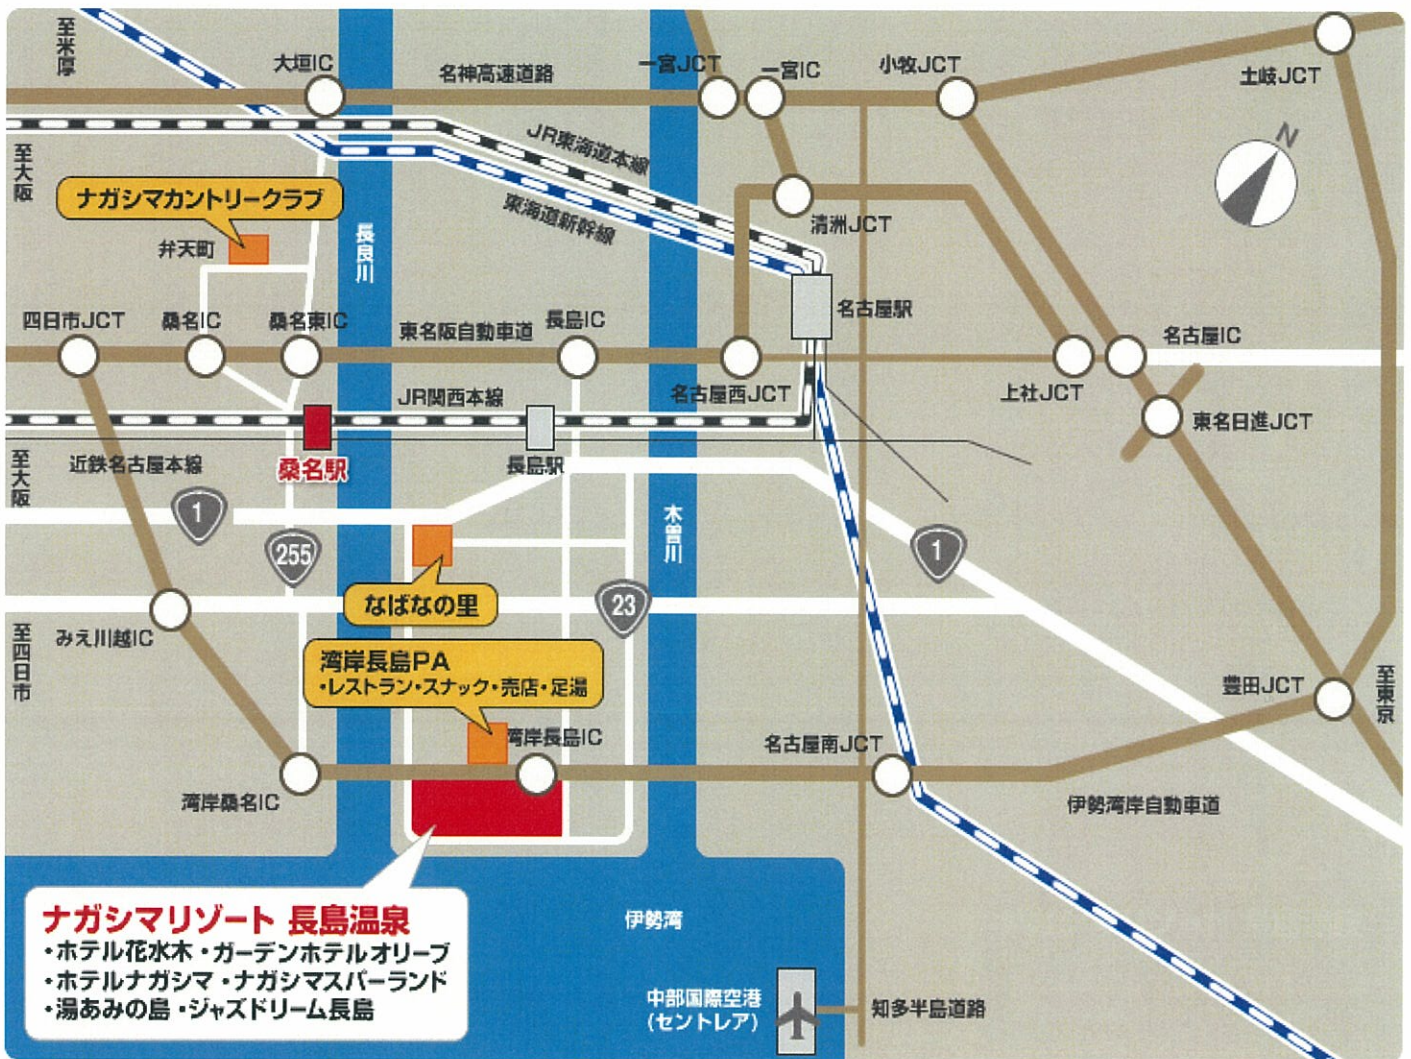 至米厚
大垣IC
名神高速道路
一宮JCT
一宮IC
小牧JCT
土岐JCT
N
JR東海道本線
至大阪
ナガシマカントリークラブ
東海道新幹線
清洲JCT
長良川
弁天町
名古屋駅
四日市JCT
桑名IC
桑名東IC
東名阪自動車道
長島IC
名古屋IC
JR関西本線
名古屋西JCT
上社JCT
東名日進JCT
至大阪
近鉄名古屋本線
桑名駅
長島駅
1
木曽川
255
1
なばなの里
23
みえ川越IC
至四日市
湾岸長島PA
・レストラン・スナック・売店・足湯
豊田JCT
至東京
湾岸長島IC
名古屋南JCT
湾岸桑名IC
伊勢湾岸自動車道
ナガシマリゾート 長島温泉
・ホテル花水木・ガーデンホテルオリーブ
・ホテルナガシマ・ナガシマスパーランド
・湯あみの島・ジャズドリーム長島
伊勢湾
中部国際空港
(セントレア)
知多半島道路